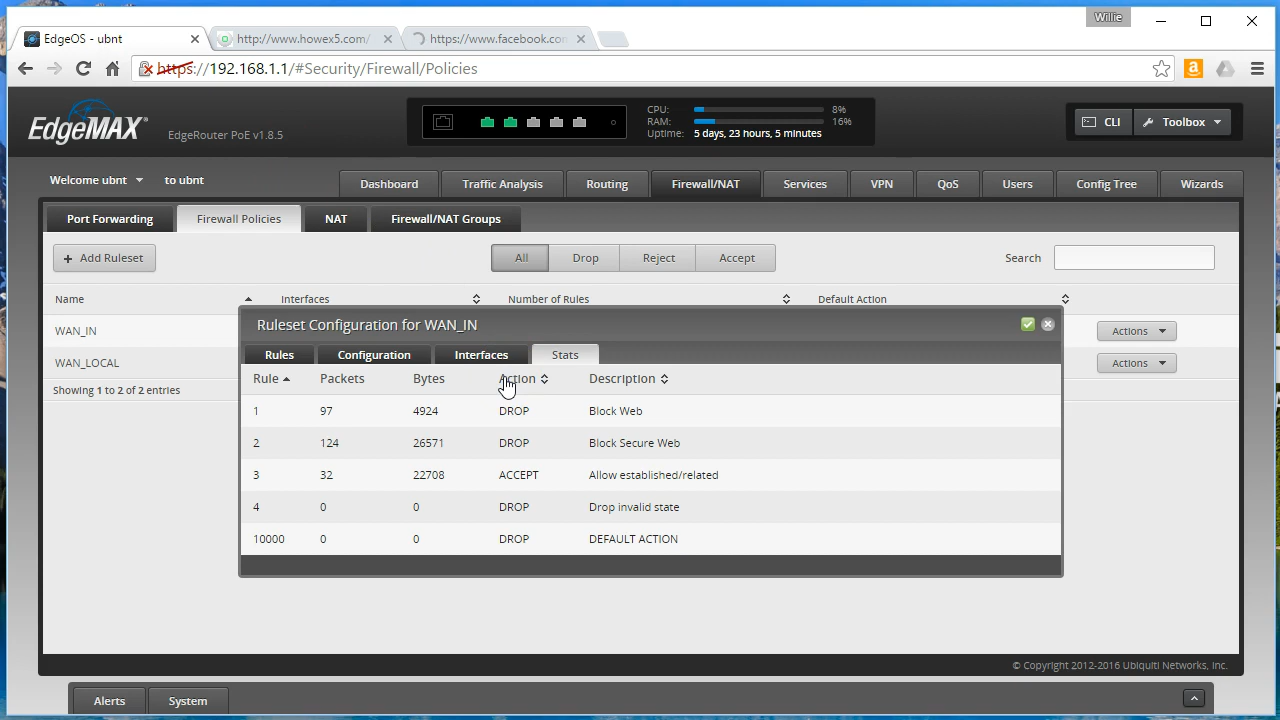 Willie
EdgeOS - ubnt
http://www.howex5.com/
https://www.facebook.com
https://192.168.1.1/#Security/Firewall/Policies
EdgeMAX
EdgeRouter PoE v1.8.5
CPU: 8%
RAM: 16%
Uptime: 5 days, 23 hours, 5 minutes
CLI
Toolbox
Welcome ubnt to ubnt
Dashboard Traffic Analysis Routing Firewall/NAT Services VPN QoS Users Config Tree Wizards
Port Forwarding Firewall Policies NAT Firewall/NAT Groups
+ Add Ruleset All Drop Reject Accept Search
Name Interfaces Number of Rules Default Action
WAN_IN Actions
WAN_LOCAL Actions
Showing 1 to 2 of 2 entries
Ruleset Configuration for WAN_IN
Rules Configuration Interfaces Stats
Rule Packets Bytes Action Description
1 97 4924 DROP Block Web
2 124 26571 DROP Block Secure Web
3 32 22708 ACCEPT Allow established/related
4 0 0 DROP Drop invalid state
10000 0 0 DROP DEFAULT ACTION
© Copyright 2012-2016 Ubiquiti Networks, Inc.
Alerts System